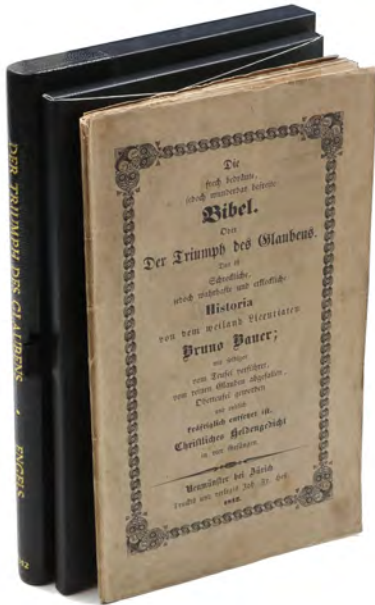 DER TRIUMPH DES GLAUBENS • ENGELS
Die
frech bedräute,
jedoch wunderbar befreite
Bibel.
Oder
Der Triumph des Glaubens.
Das ist
Schreckliche,
jedoch wahrhafte und erkleckliche
Historia
von dem weiland Licentiaten
Bruno Bauer;
wie selbiger
vom Teufel verführet,
vom reinen Glauben abgefallen,
Oberteufel geworden
und endlich
kräftiglich entsetzet ist.
Christliches Heldengedicht
in vier Gesängen.
Neumünster bei Zürich
Truckts und verlegts Joh. Fr. Heß.
1842.